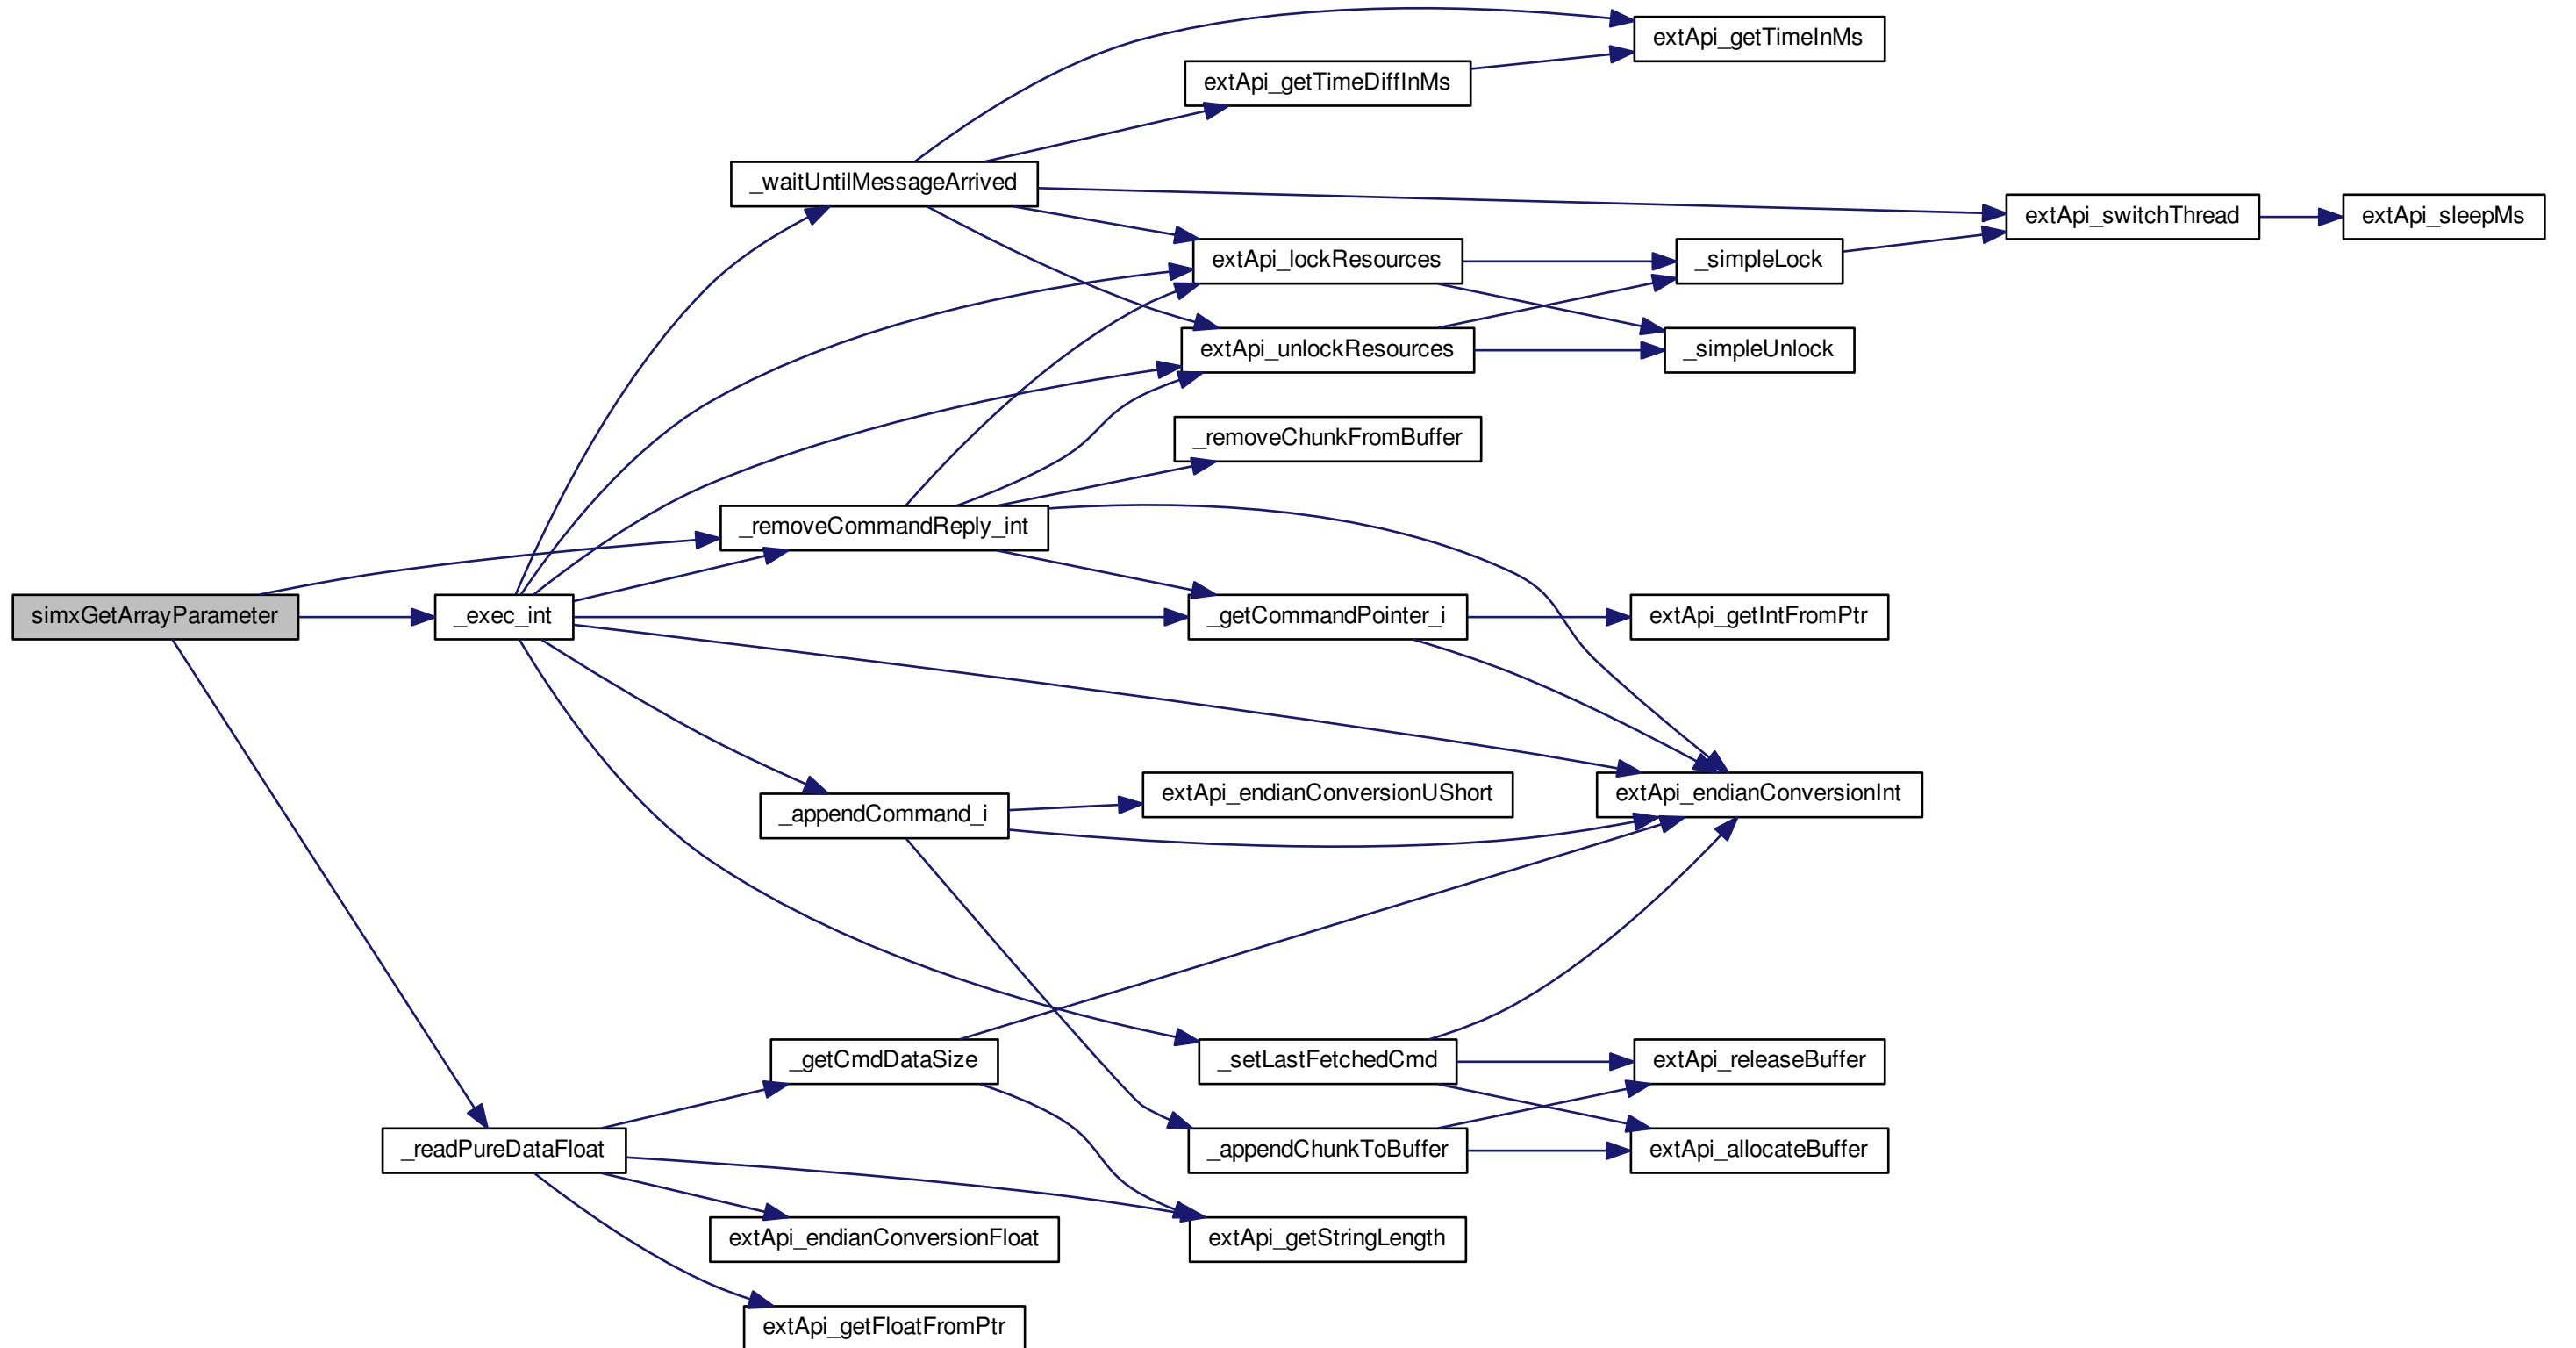 extApi_getTimeInMs
extApi_getTimeDiffInMs
_waitUntilMessageArrived
extApi_switchThread
extApi_sleepMs
extApi_lockResources
_simpleLock
extApi_unlockResources
_simpleUnlock
_removeChunkFromBuffer
_removeCommandReply_int
simxGetArrayParameter
_exec_int
_getCommandPointer_i
extApi_getIntFromPtr
extApi_endianConversionUShort
extApi_endianConversionInt
_appendCommand_i
_getCmdDataSize
_setLastFetchedCmd
extApi_releaseBuffer
_readPureDataFloat
_appendChunkToBuffer
extApi_allocateBuffer
extApi_endianConversionFloat
extApi_getStringLength
extApi_getFloatFromPtr